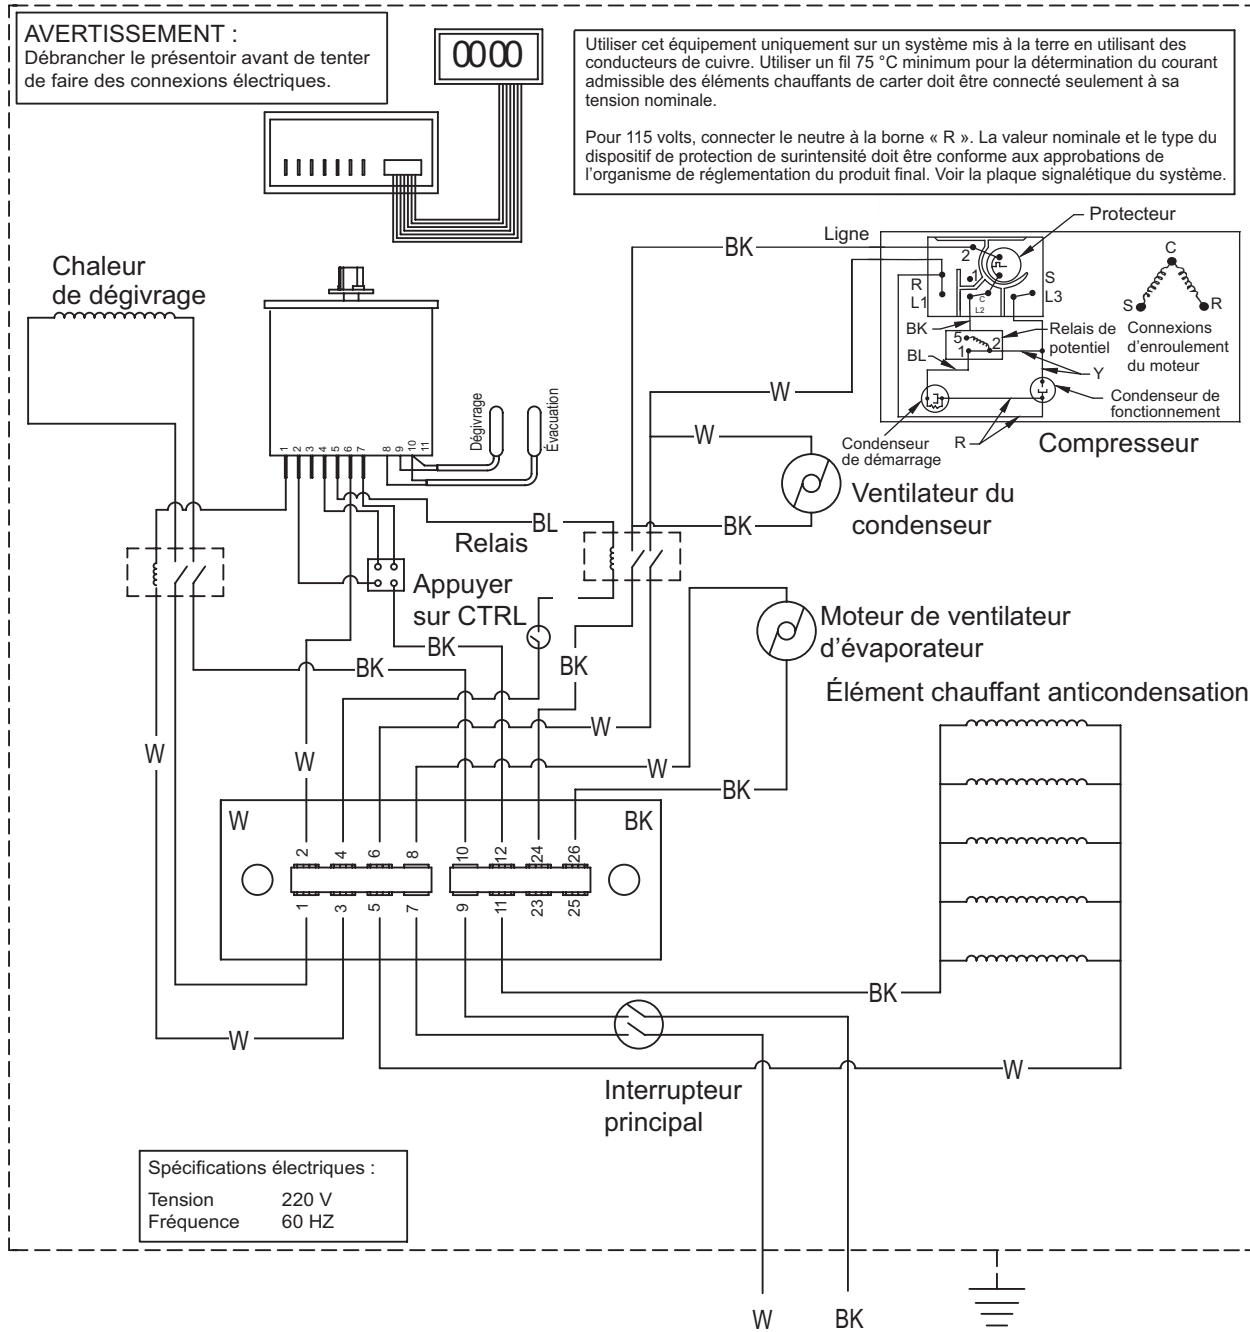 AVERTISSEMENT :
Débrancher le présentoir avant de tenter
de faire des connexions électriques.
0000
Utiliser cet équipement uniquement sur un système mis à la terre en utilisant des
conducteurs de cuivre. Utiliser un fil 75 °C minimum pour la détermination du courant
admissible des éléments chauffants de carter doit être connecté seulement à sa
tension nominale.
Pour 115 volts, connecter le neutre à la borne « R ». La valeur nominale et le type du
dispositif de protection de surintensité doit être conforme aux approbations de
l'organisme de réglementation du produit final. Voir la plaque signalétique du système.
Protecteur
Ligne
BK
2
1
R
L1
C
L2
S
L3
C
S
R
BK
5
2
1
BL
Relais de
potentiel
Connexions
d'enroulement
du moteur
Y
Condenseur de
fonctionnement
Condenseur
de démarrage
R
Compresseur
Chaleur
de dégivrage
Dégivrage
Évacuation
1 2 3 4 5 6 7 8 9 10 11
W
W
Ventilateur du
condenseur
BK
BL
Relais
Appuyer
sur CTRL
BK
BK
BK
Moteur de ventilateur
d'évaporateur
Élément chauffant anticondensation
W
W
W
W
BK
W
BK
2 4 6 8 10 12 24 26
1 3 5 7 9 11 23 25
BK
W
W
Interrupteur
principal
Spécifications électriques :
Tension 220 V
Fréquence 60 HZ
W
BK